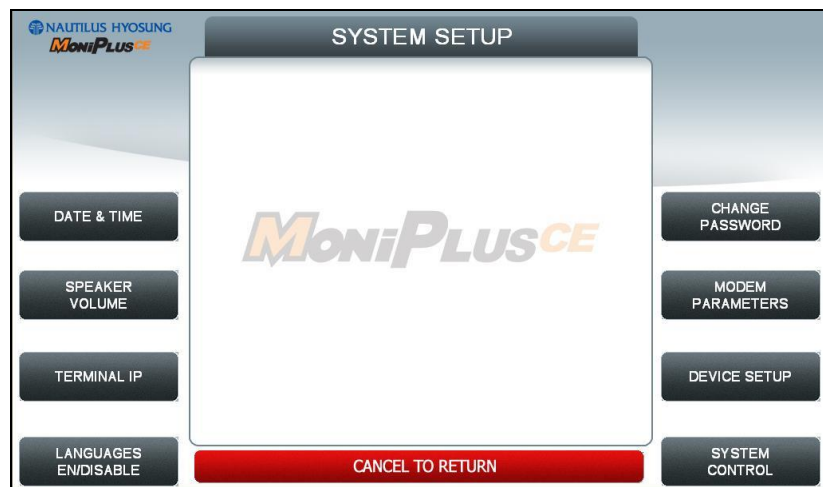 NAUTILUS HYOSUNG
MONiPLUSCE
SYSTEM SETUP
MONiPLUSCE
DATE & TIME
SPEAKER
VOLUME
TERMINAL IP
LANGUAGES
EN/DISABLE
CHANGE
PASSWORD
MODEM
PARAMETERS
DEVICE SETUP
SYSTEM
CONTROL
CANCEL TO RETURN